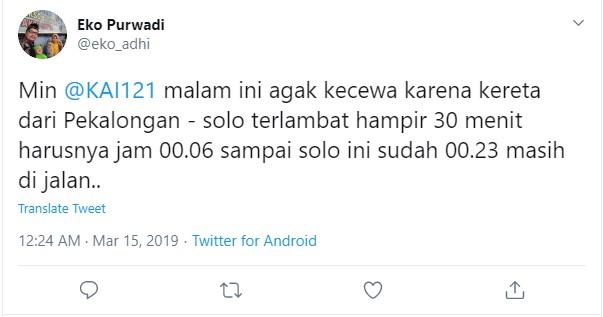 Eko Purwadi
@eko_adhi
Min @KAI121 malam ini agak kecewa karena kereta
dari Pekalongan - solo terlambat hampir 30 menit
harusnya jam 00.06 sampai solo ini sudah 00.23 masih
di jalan..
Translate Tweet
12:24 AM · Mar 15, 2019 · Twitter for Android